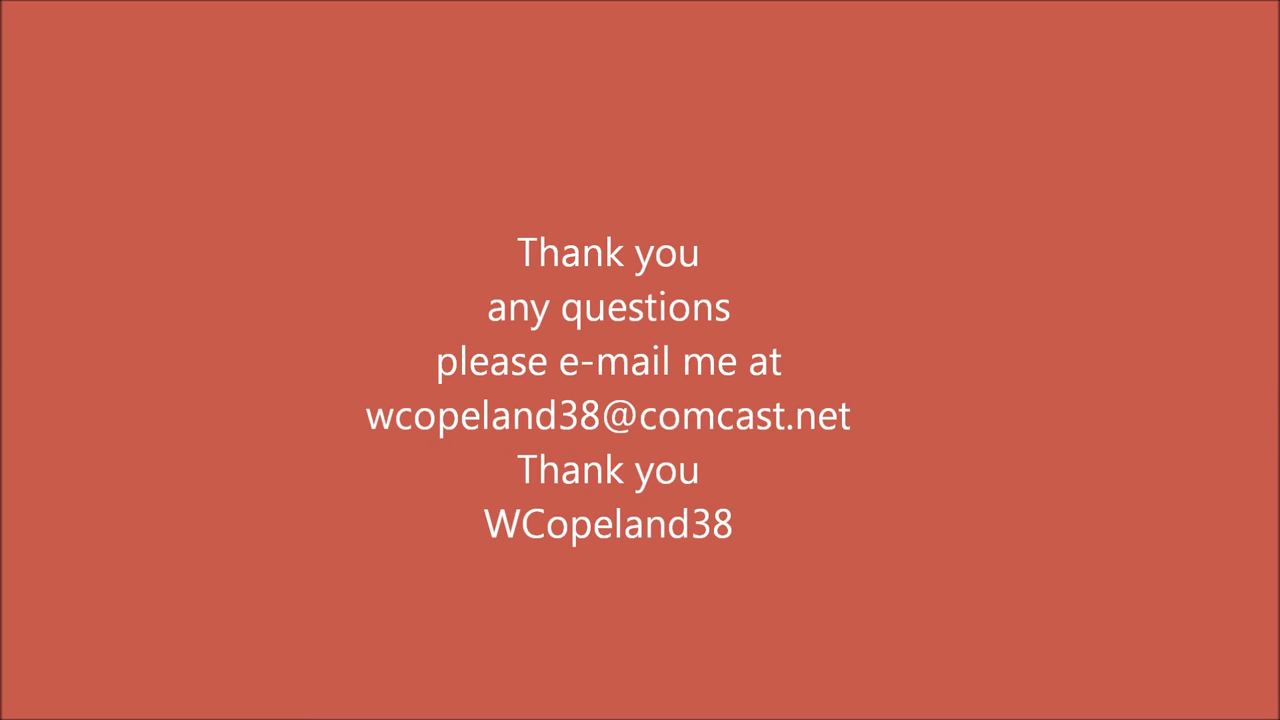 Thank you
any questions
please e-mail me at
wcopeland38@comcast.net
Thank you
WCopeland38